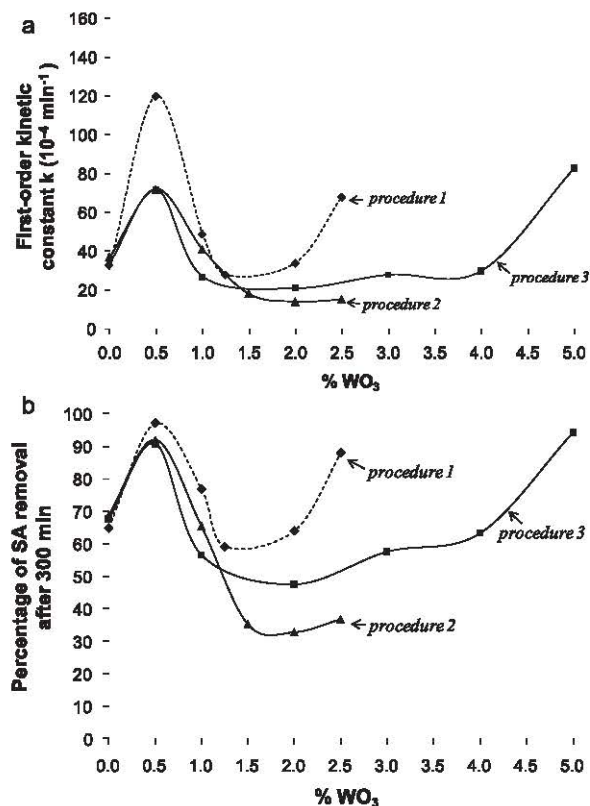 a
First-order kinetic
constant k (10⁻⁴ min⁻¹)
160
140
120
100
80
60
40
20
0
procedure 1
procedure 3
procedure 2
0.0 0.5 1.0 1.5 2.0 2.5 3.0 3.5 4.0 4.5 5.0
% WO₃
b
Percentage of SA removal
after 300 min
100
90
80
70
60
50
40
30
20
10
0
procedure 1
procedure 3
procedure 2
0.0 0.5 1.0 1.5 2.0 2.5 3.0 3.5 4.0 4.5 5.0
% WO₃